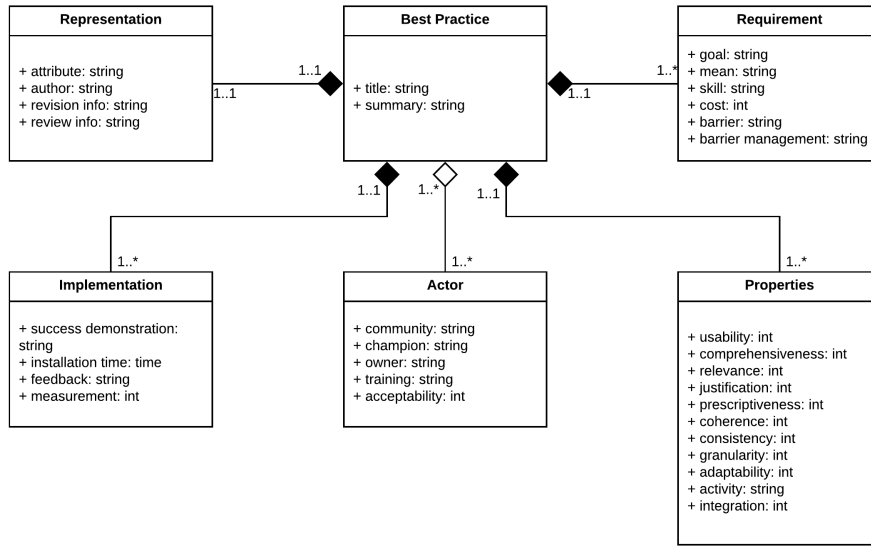 Representation
+ attribute: string
+ author: string
+ revision info: string
+ review info: string
1..1
1..1
Best Practice
+ title: string
+ summary: string
1..*
1..1
Requirement
+ goal: string
+ mean: string
+ skill: string
+ cost: int
+ barrier: string
+ barrier management: string
1..1
1..*
1..1
1..*
1..*
1..*
Implementation
+ success demonstration:
string
+ installation time: time
+ feedback: string
+ measurement: int
Actor
+ community: string
+ champion: string
+ owner: string
+ training: string
+ acceptability: int
Properties
+ usability: int
+ comprehensiveness: int
+ relevance: int
+ justification: int
+ prescriptiveness: int
+ coherence: int
+ consistency: int
+ granularity: int
+ adaptability: int
+ activity: string
+ integration: int